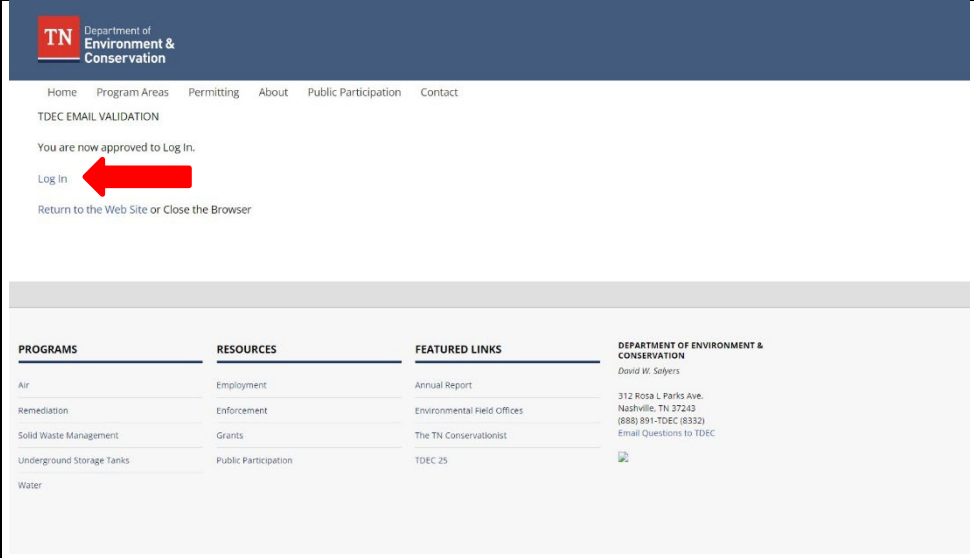 TN
Department of
Environment &
Conservation
Home Program Areas Permitting About Public Participation Contact
TDEC EMAIL VALIDATION
You are now approved to Log In.
Log In
Return to the Web Site or Close the Browser
PROGRAMS
Air
Remediation
Solid Waste Management
Underground Storage Tanks
Water
RESOURCES
Employment
Enforcement
Grants
Public Participation
FEATURED LINKS
Annual Report
Environmental Field Offices
The TN Conservationist
TDEC 25
DEPARTMENT OF ENVIRONMENT &
CONSERVATION
David W. Salyers
312 Rosa L Parks Ave.
Nashville, TN 37243
(888) 891-TDEC (8332)
Email Questions to TDEC